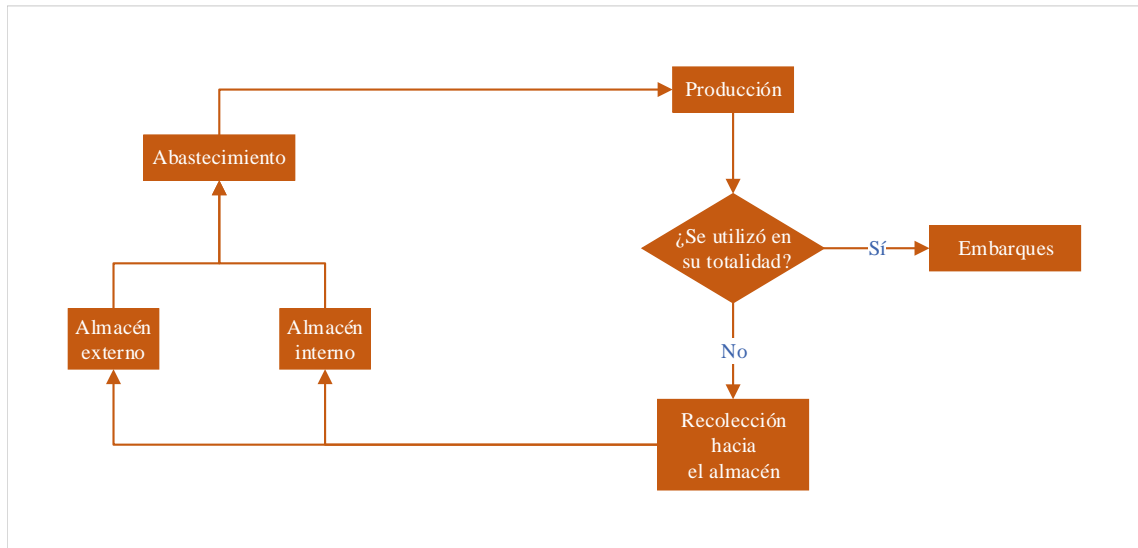 Producción
Abastecimiento
¿Se utilizó en
su totalidad?
Sí
Embarques
Almacén
externo
Almacén
interno
No
Recolección
hacia
el almacén